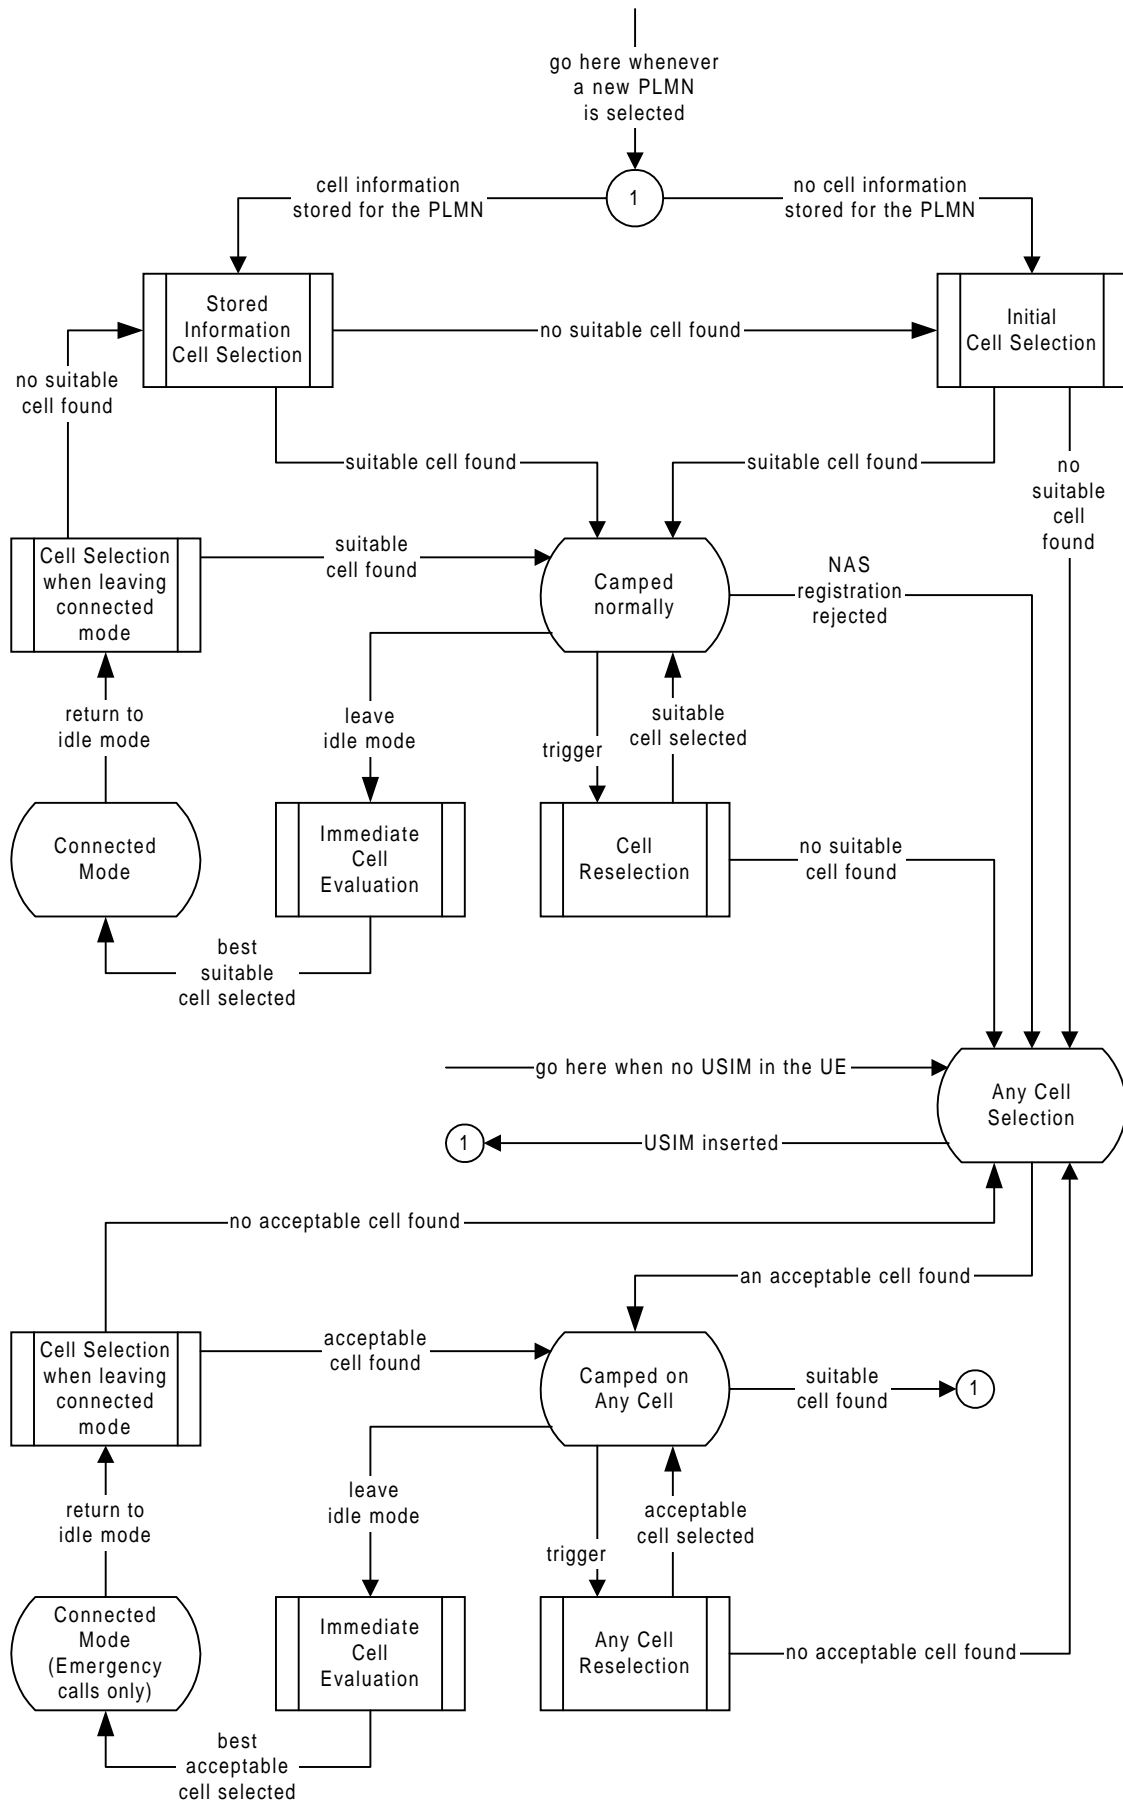 go here whenever
a new PLMN
is selected
cell information
stored for the PLMN
1
no cell information
stored for the PLMN
Stored
Information
Cell Selection
no suitable cell found
Initial
Cell Selection
no suitable
cell found
suitable cell found
suitable cell found
no
suitable
cell
found
Cell Selection
when leaving
connected
mode
suitable
cell found
Camped
normally
NAS
registration
rejected
return to
idle mode
leave
idle mode
trigger
suitable
cell selected
Connected
Mode
Immediate
Cell
Evaluation
Cell
Reselection
no suitable
cell found
best
suitable
cell selected
go here when no USIM in the UE
Any Cell
Selection
1
USIM inserted
no acceptable cell found
an acceptable cell found
Cell Selection
when leaving
connected
mode
acceptable
cell found
Camped on
Any Cell
suitable
cell found
1
return to
idle mode
leave
idle mode
trigger
acceptable
cell selected
Connected
Mode
(Emergency
calls only)
Immediate
Cell
Evaluation
Any Cell
Reselection
no acceptable cell found
best
acceptable
cell selected